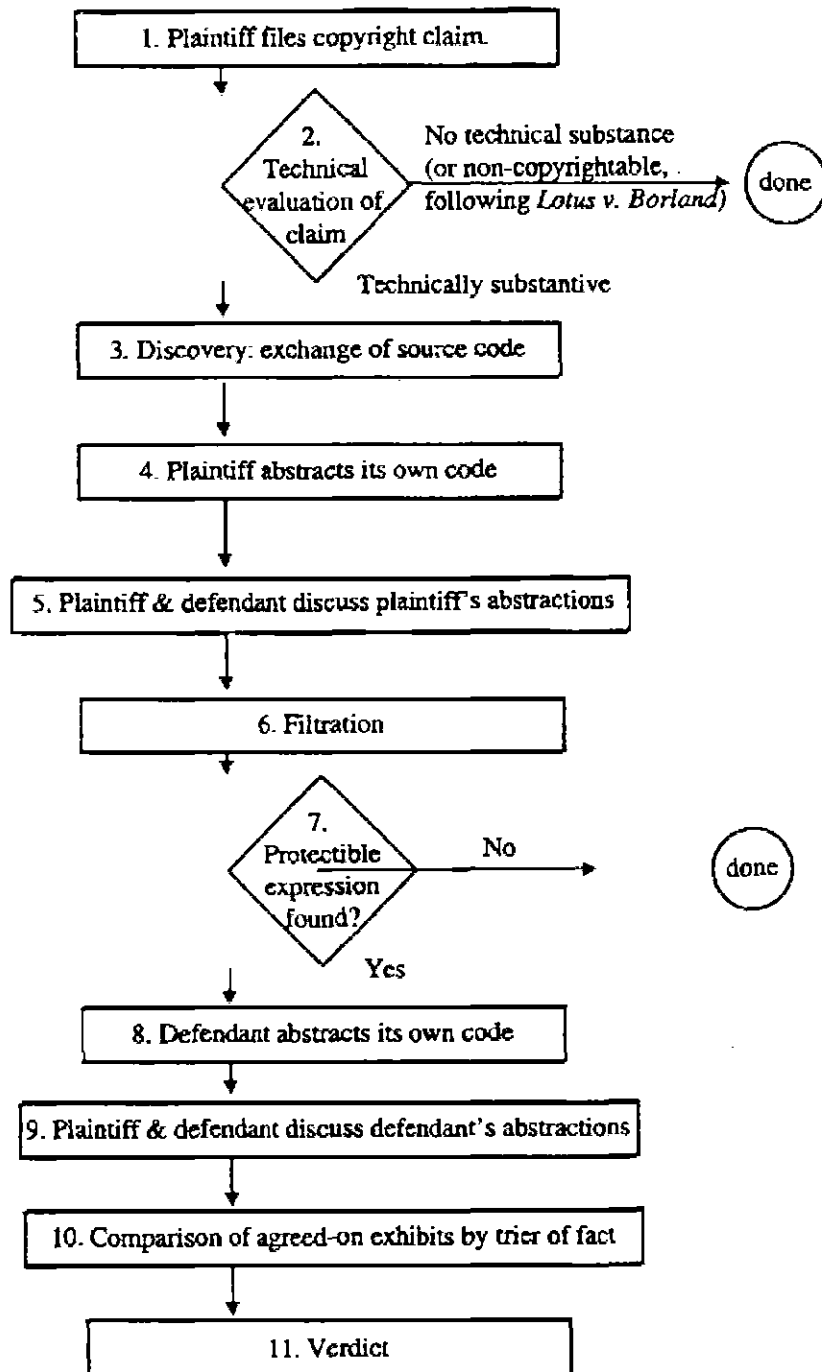 1. Plaintiff files copyright claim.
2.
Technical
evaluation of
claim
No technical substance
(or non-copyrightable,
following Lotus v. Borland)
done
Technically substantive
3. Discovery: exchange of source code
4. Plaintiff abstracts its own code
5. Plaintiff & defendant discuss plaintiff's abstractions
6. Filtration
7.
Protectible
expression
found?
No
done
Yes
8. Defendant abstracts its own code
9. Plaintiff & defendant discuss defendant's abstractions
10. Comparison of agreed-on exhibits by trier of fact
11. Verdict